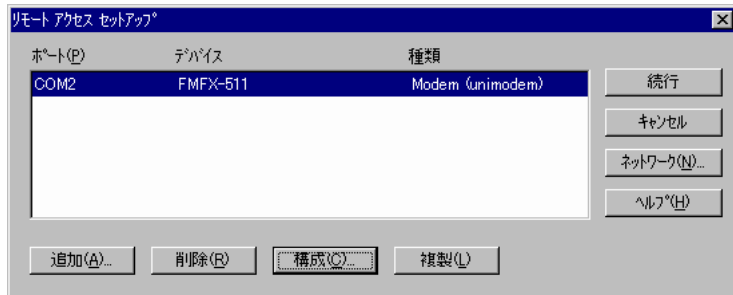 ﾘﾓｰﾄ ｱｸｾｽ ｾｯﾄｱｯﾌﾟ
ﾎﾟｰﾄ(P) ﾃﾞﾊﾞｲｽ 種類
COM2 FMFX-511 Modem (unimodem)
続行
ｷｬﾝｾﾙ
ﾈｯﾄﾜｰｸ(N)...
ﾍﾙﾌﾟ(H)
追加(A)... 削除(R) 構成(C)... 複製(L)